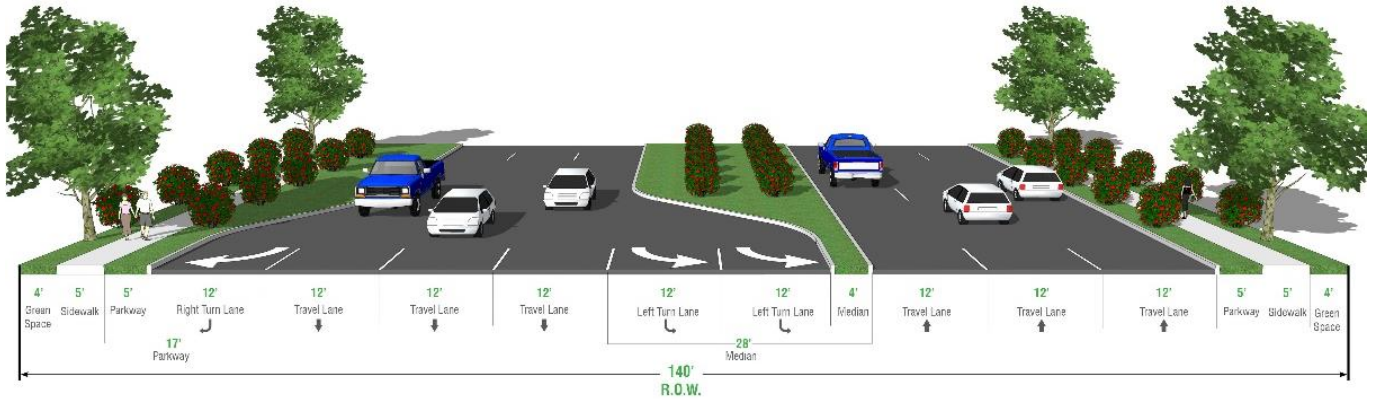 4' 5' 5' 12' 12' 12' 12' 12' 12' 4' 12' 12' 12' 5' 5' 4'
Green Space Sidewalk Parkway Right Turn Lane Travel Lane Travel Lane Travel Lane Left Turn Lane Left Turn Lane Median Travel Lane Travel Lane Travel Lane Parkway Sidewalk Green Space
17'
Parkway
28'
Median
140'
R.O.W.